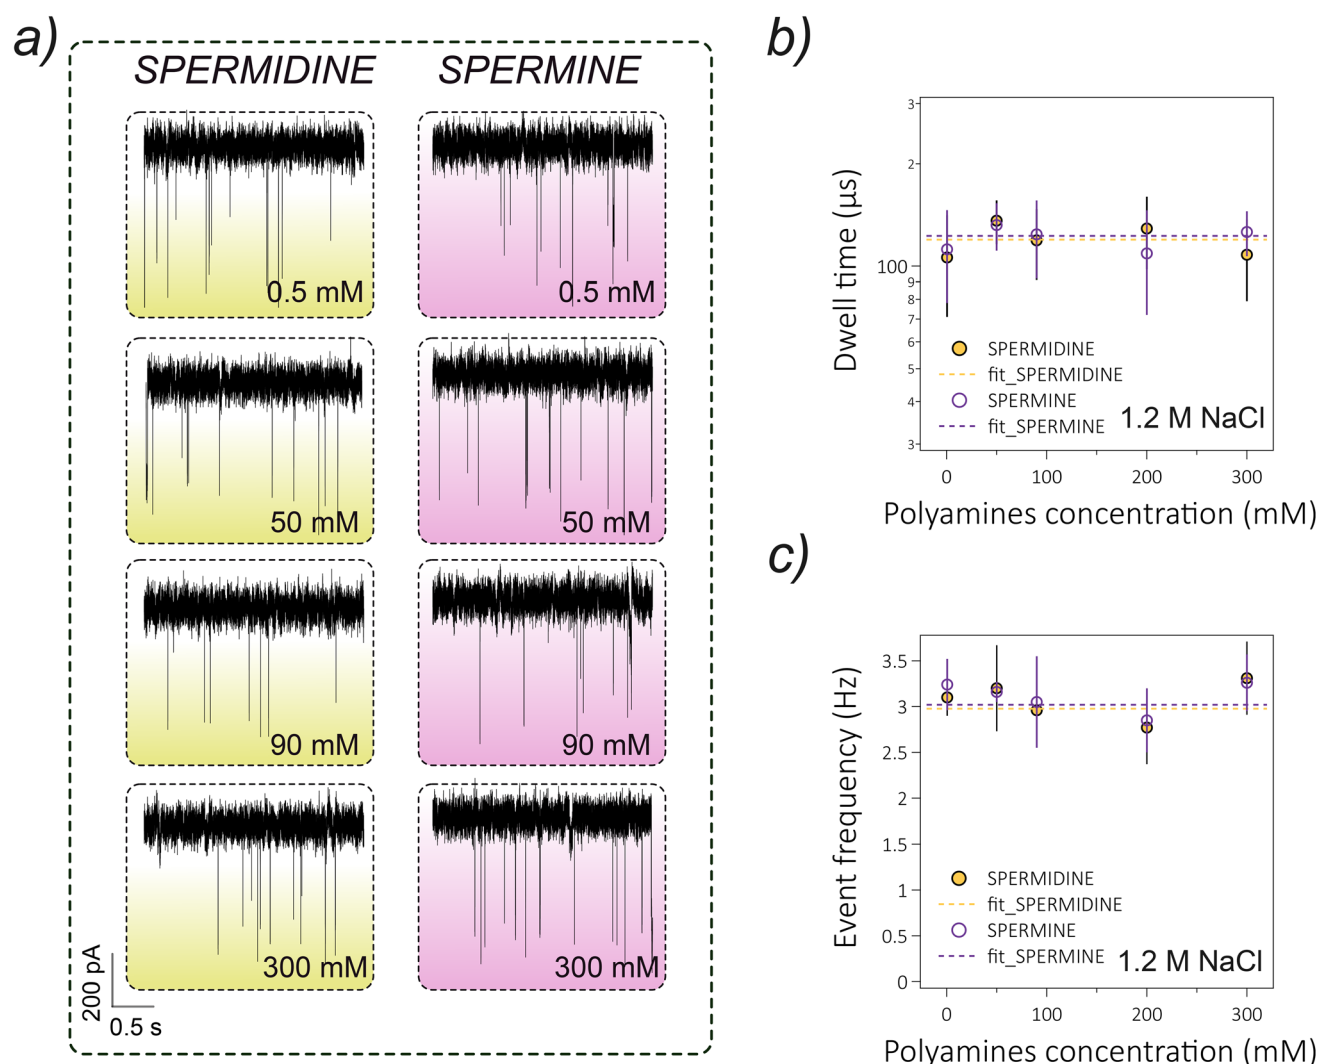 a)
SPERMIDINE SPERMINE
0.5 mM 0.5 mM
50 mM 50 mM
90 mM 90 mM
300 mM 300 mM
200 pA
0.5 s
b)
Dwell time (µs)
3
2
100
9
8
7
6
5
4
3
SPERMIDINE
fit_SPERMIDINE
SPERMINE
fit_SPERMINE
1.2 M NaCl
0 100 200 300
Polyamines concentration (mM)
c)
Event frequency (Hz)
3.5
3
2.5
2
1.5
1
0.5
0
SPERMIDINE
fit_SPERMIDINE
SPERMINE
fit_SPERMINE
1.2 M NaCl
0 100 200 300
Polyamines concentration (mM)